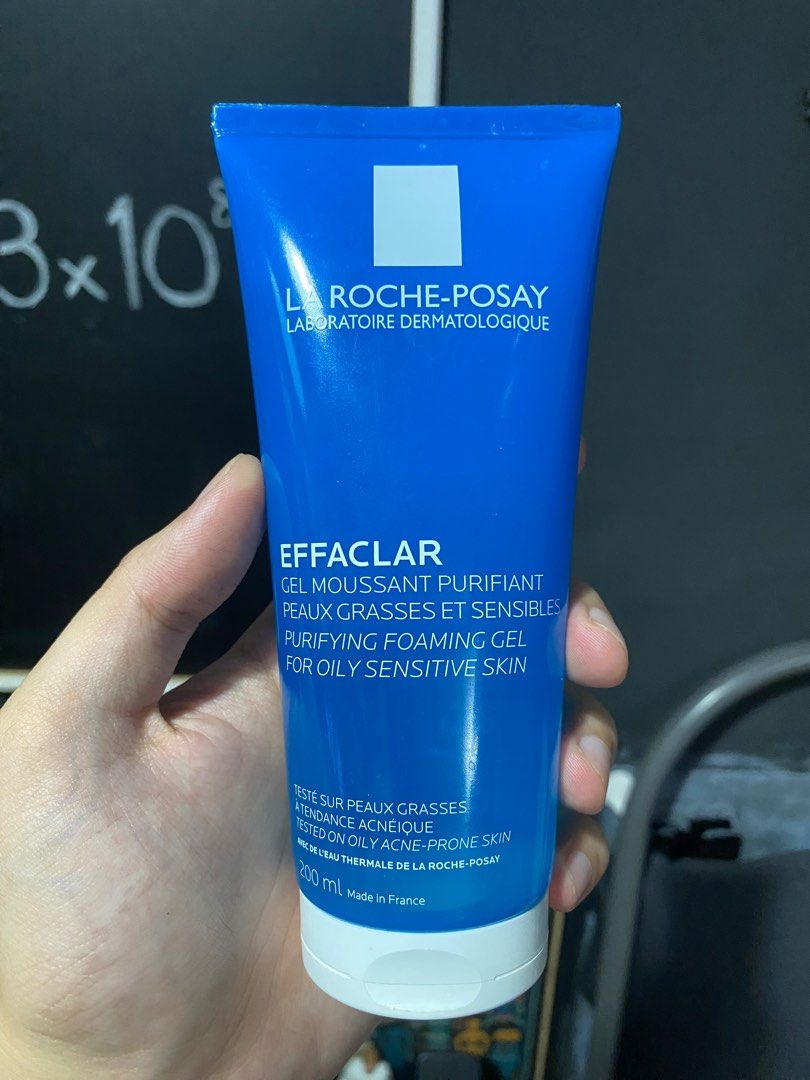 3x10⁸
LA ROCHE-POSAY
LABORATOIRE DERMATOLOGIQUE
EFFACLAR
GEL MOUSSANT PURIFIANT
PEAUX GRASSES ET SENSIBLES
PURIFYING FOAMING GEL
FOR OILY SENSITIVE SKIN
TESTÉ SUR PEAUX GRASSES
À TENDANCE ACNÉIQUE
TESTED ON OILY ACNE-PRONE SKIN
AVEC DE L'EAU THERMALE DE LA ROCHE-POSAY
200 ml Made in France